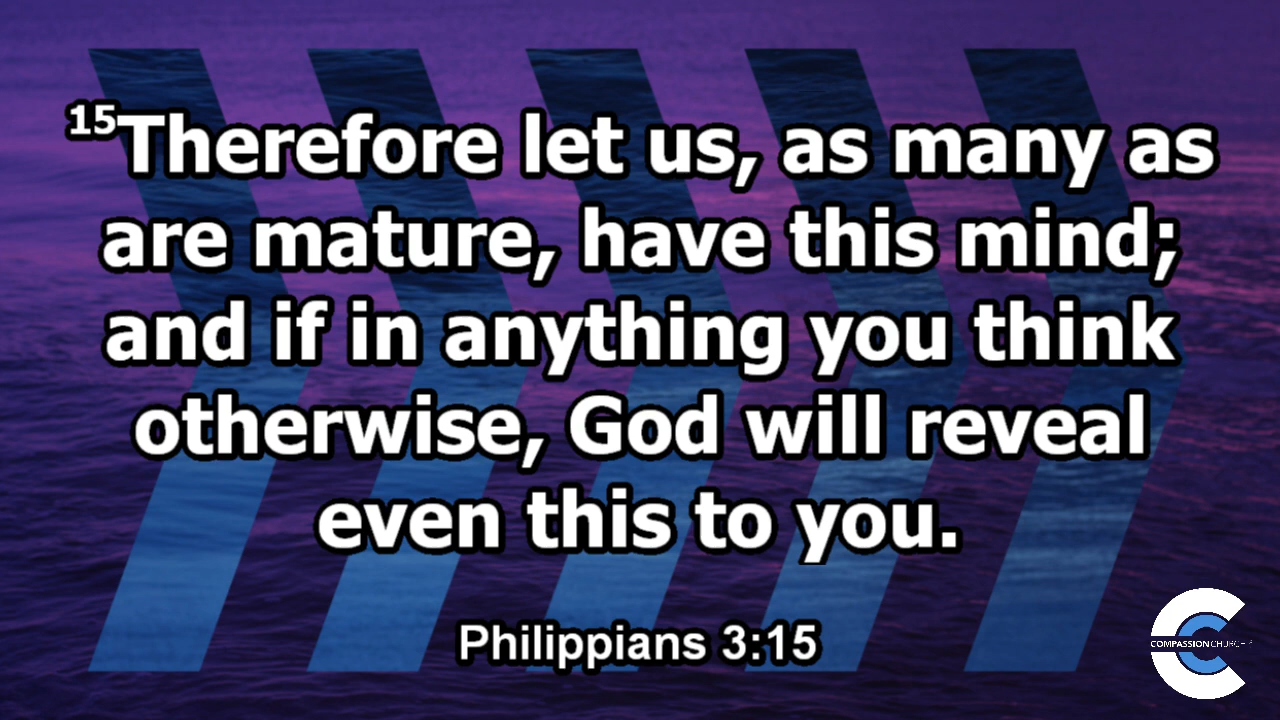 15Therefore let us, as many as
are mature, have this mind;
and if in anything you think
otherwise, God will reveal
even this to you.
Philippians 3:15
COMPASSION CHURCH